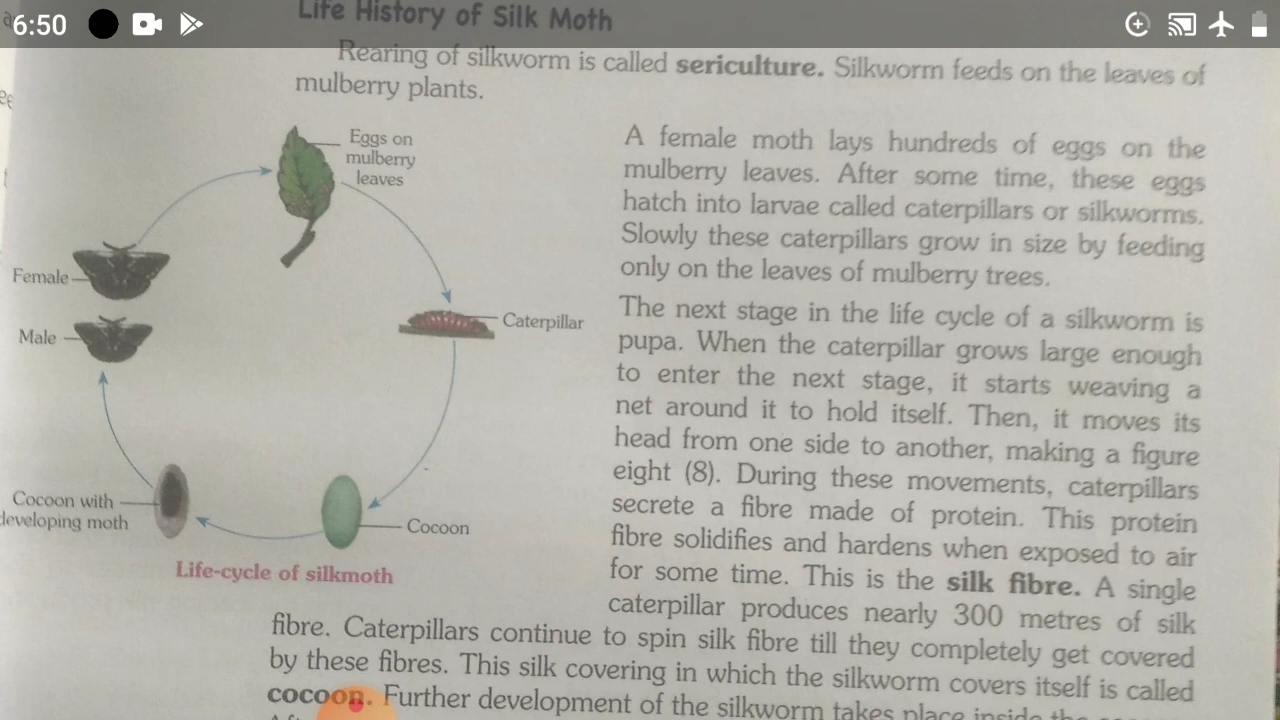 6:50
Life History of Silk Moth
Rearing of silkworm is called sericulture. Silkworm feeds on the leaves of
mulberry plants.
Eggs on
mulberry
leaves
Female
Male
Caterpillar
Cocoon with
developing moth
Cocoon
Life-cycle of silkmoth
A female moth lays hundreds of eggs on the
mulberry leaves. After some time, these eggs
hatch into larvae called caterpillars or silkworms.
Slowly these caterpillars grow in size by feeding
only on the leaves of mulberry trees.
The next stage in the life cycle of a silkworm is
pupa. When the caterpillar grows large enough
to enter the next stage, it starts weaving a
net around it to hold itself. Then, it moves its
head from one side to another, making a figure
eight (8). During these movements, caterpillars
secrete a fibre made of protein. This protein
fibre solidifies and hardens when exposed to air
for some time. This is the silk fibre. A single
caterpillar produces nearly 300 metres of silk
fibre. Caterpillars continue to spin silk fibre till they completely get covered
by these fibres. This silk covering in which the silkworm covers itself is called
cocoon. Further development of the silkworm takes place inside the